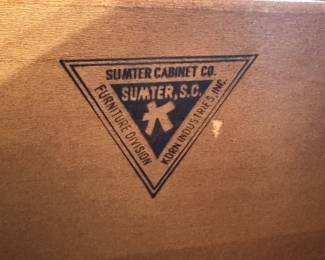 SUMTER CABINET CO.
SUMTER, S.C.
K
FURNITURE DIVISION
KORN INDUSTRIES, INC.